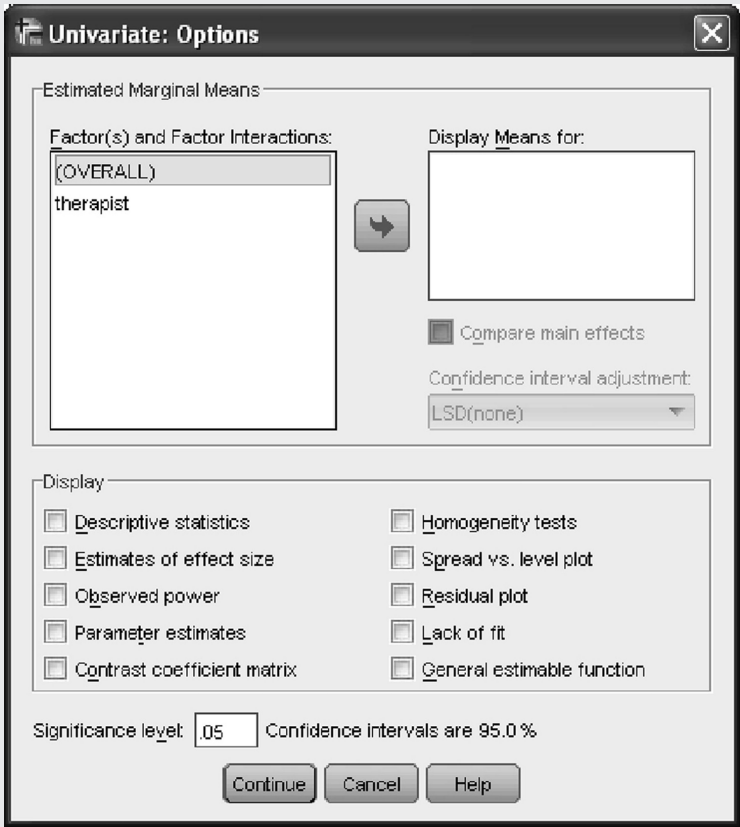 Univariate: Options
Estimated Marginal Means
Factor(s) and Factor Interactions:
(OVERALL)
therapist
Display Means for:
Compare main effects
Confidence interval adjustment:
LSD(none)
Display
Descriptive statistics
Homogeneity tests
Estimates of effect size
Spread vs. level plot
Observed power
Residual plot
Parameter estimates
Lack of fit
Contrast coefficient matrix
General estimable function
Significance level: .05 Confidence intervals are 95.0 %
Continue Cancel Help